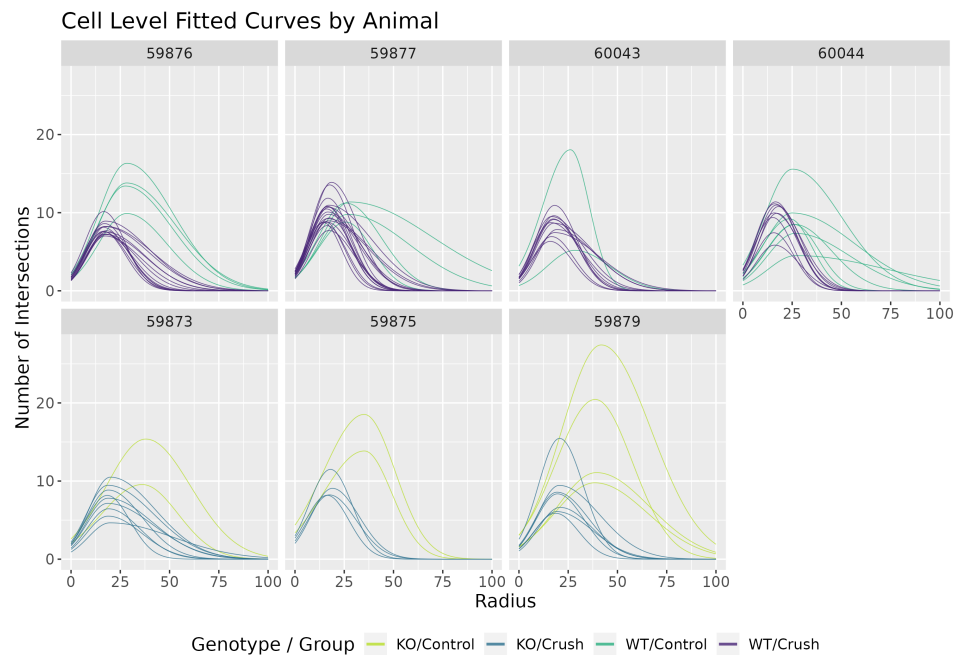 Cell Level Fitted Curves by Animal
59876 59877 60043 60044
20
10
0
0 25 50 75 100
59873 59875 59879
20
10
0
0 25 50 75 100 0 25 50 75 100 0 25 50 75 100
Number of Intersections
Radius
Genotype / Group KO/Control KO/Crush WT/Control WT/Crush